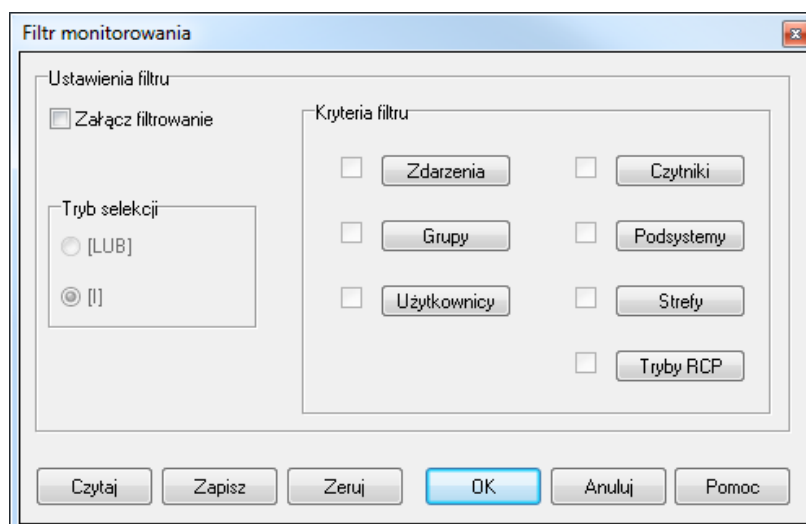 Filtr monitorowania
Ustawienia filtru
Załącz filtrowanie
Kryteria filtru
Zdarzenia
Czytniki
Tryb selekcji
Grupy
Podsystemy
[LUB]
[I]
Użytkownicy
Strefy
Tryby RCP
Czytaj
Zapisz
Zeruj
OK
Anuluj
Pomoc